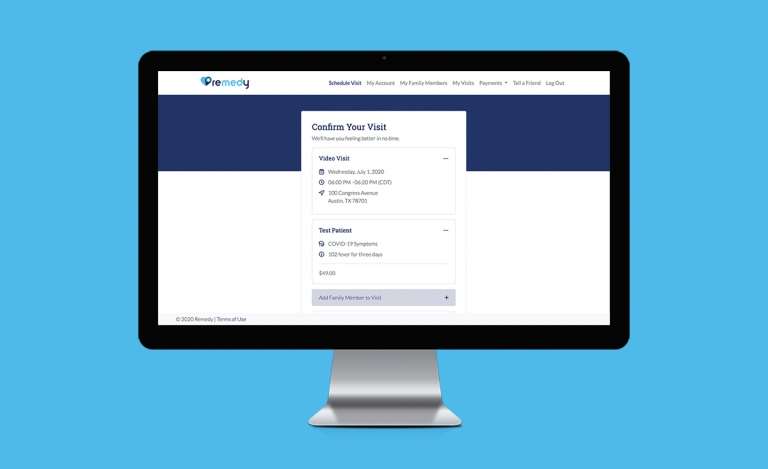 remedy
Schedule Visit My Account My Family Members My Visits Payments Tell a Friend Log Out
Confirm Your Visit
We'll have you feeling better in no time.
Video Visit
Wednesday, July 1, 2020
06:00 PM - 06:20 PM (CDT)
100 Congress Avenue
Austin, TX 78701
Test Patient
COVID-19 Symptoms
102 fever for three days
$49.00
Add Family Member to Visit +
© 2020 Remedy | Terms of Use